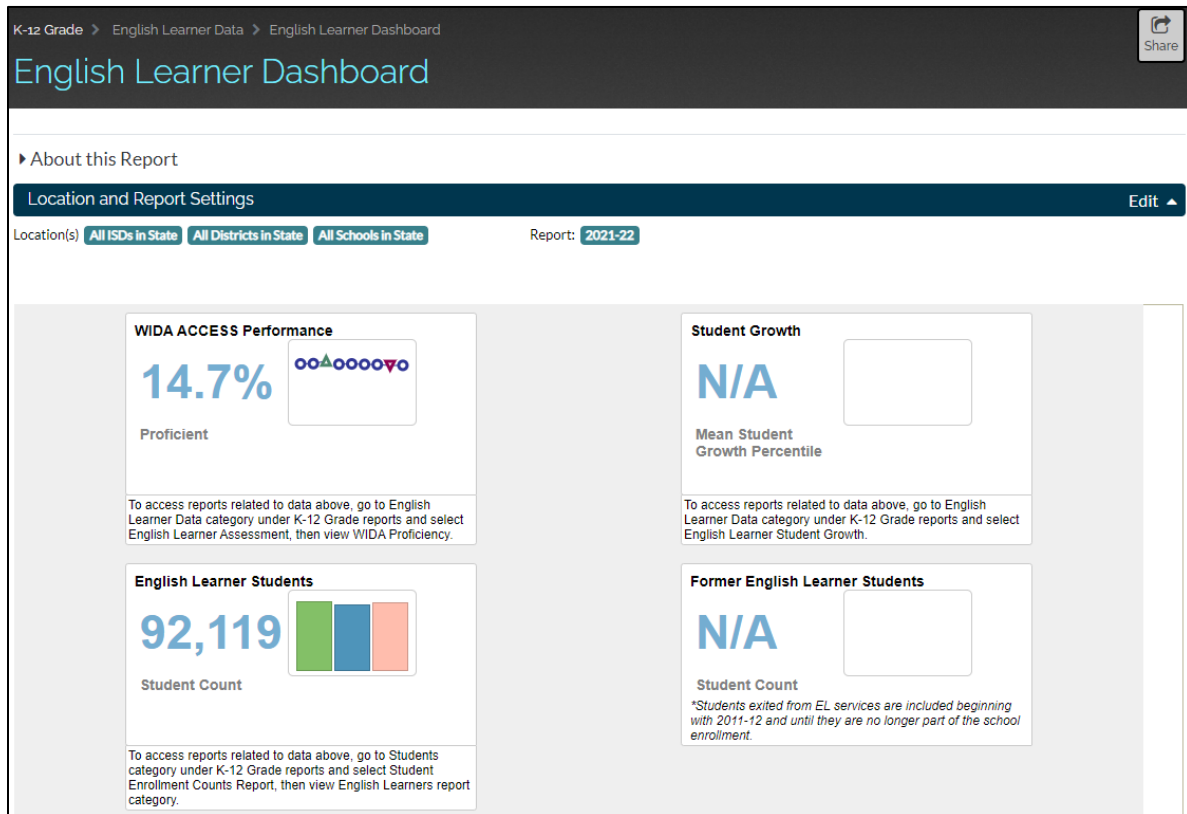 K-12 Grade > English Learner Data > English Learner Dashboard
Share
English Learner Dashboard
About this Report
Location and Report Settings
Edit
Location(s) All ISDs in State All Districts in State All Schools in State Report: 2021-22
WIDA ACCESS Performance
14.7%
Proficient
To access reports related to data above, go to English
Learner Data category under K-12 Grade reports and select
English Learner Assessment, then view WIDA Proficiency.
Student Growth
N/A
Mean Student
Growth Percentile
To access reports related to data above, go to English
Learner Data category under K-12 Grade reports and select
English Learner Student Growth.
English Learner Students
92,119
Student Count
To access reports related to data above, go to Students
category under K-12 Grade reports and select Student
Enrollment Counts Report, then view English Learners report
category.
Former English Learner Students
N/A
Student Count
*Students exited from EL services are included beginning
with 2011-12 and until they are no longer part of the school
enrollment.